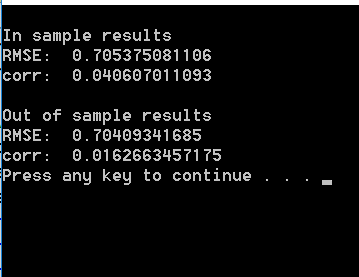 In sample results
RMSE:  0.705375081106
corr:  0.040607011093
Out of sample results
RMSE:  0.70409341685
corr:  0.0162663457175
Press any key to continue . . . _